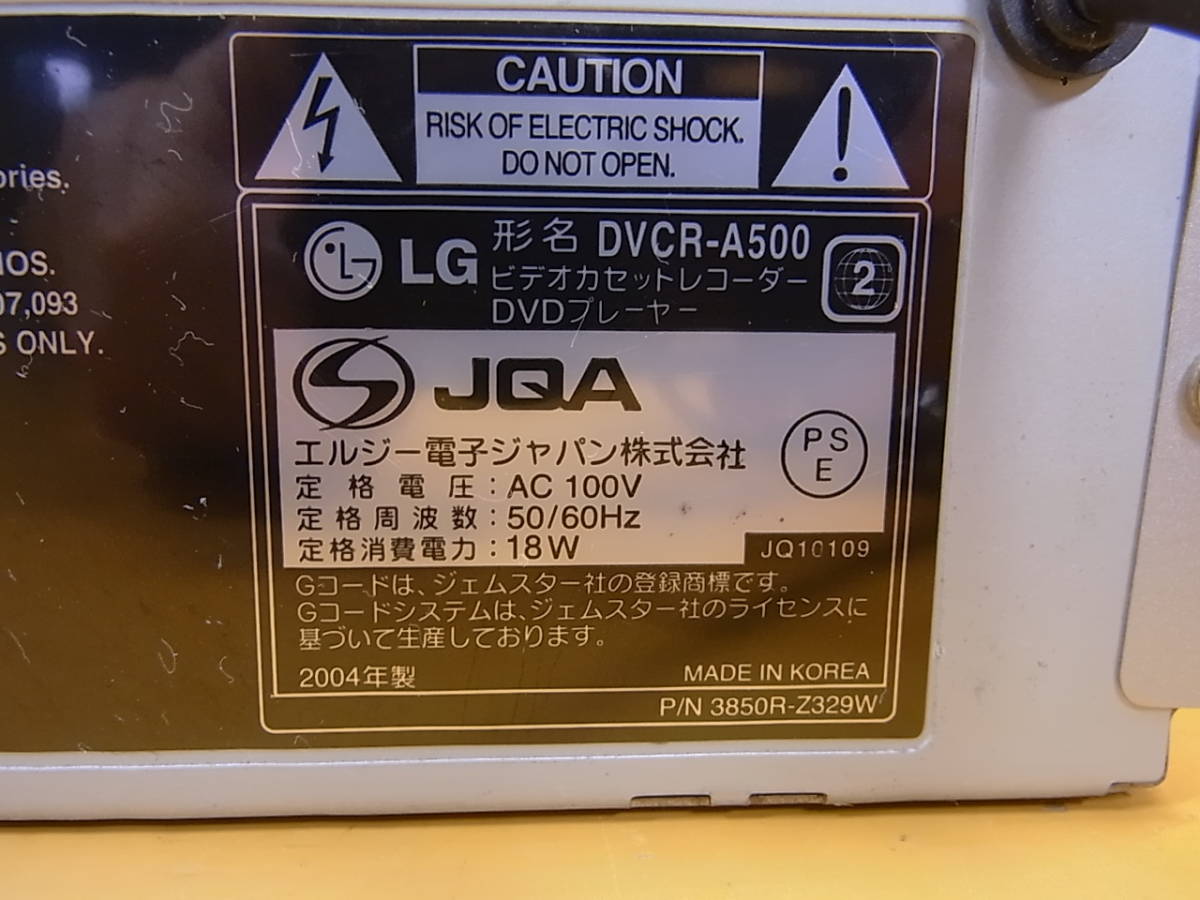 CAUTION
RISK OF ELECTRIC SHOCK.
DO NOT OPEN.
07,093
ONLY.
LG
形名 DVCR-A500
ビデオカセットレコーダー
DVDプレーヤー
2
JQA
エルジー電子ジャパン株式会社
PS
E
定格電圧:AC 100V
定格周波数:50/60Hz
定格消費電力:18W
JQ10109
Gコードは、ジェムスター社の登録商標です。
Gコードシステムは、ジェムスター社のライセンスに
基づいて生産しております。
2004年製
MADE IN KOREA
P/N 3850R-Z329W